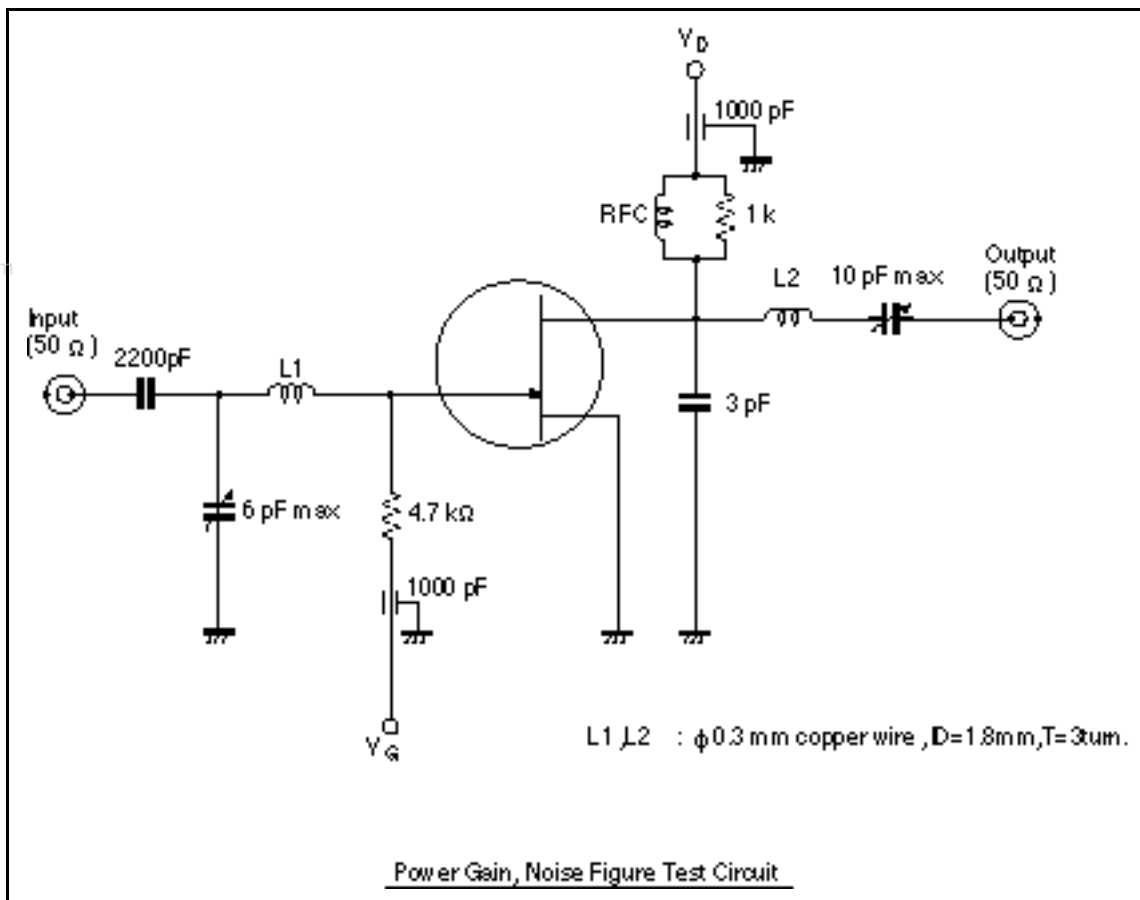 V D
1000 pF
RFC
1 k
Output
(50 Ω)
L2
10 pF max
Input
(50 Ω)
2200pF
L1
3 pF
6 pF max
4.7 kΩ
1000 pF
V G
L1,L2 : ϕ0.3 mm copper wire, ID=1.8mm,T=3turn.
Power Gain, Noise Figure Test Circuit